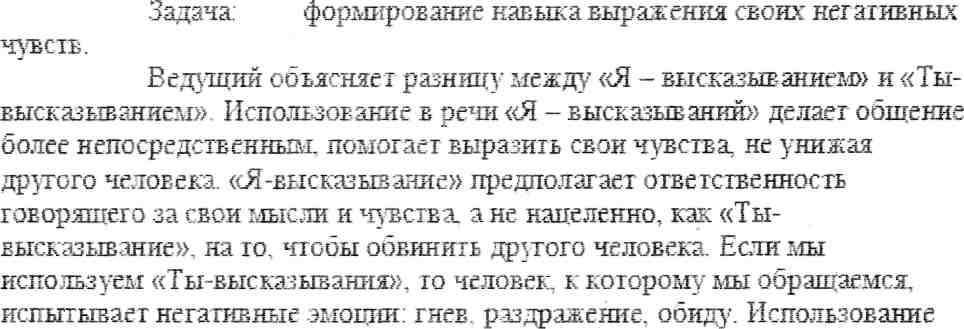 Задача: формирование навыка выражения своих негативных
чувств.
Ведущий объясняет разницу между «Я – высказыванием» и «Ты-
высказыванием». Использование в речи «Я – высказываний» делает общение
более непосредственным, помогает выразить свои чувства, не унижая
другого человека. «Я-высказывание» предполагает ответственность
говорящего за свои мысли и чувства, а не нацеленно, как «Ты-
высказывание», на то, чтобы обвинить другого человека. Если мы
используем «Ты-высказывания», то человек, к которому мы обращаемся,
испытывает негативные эмоции: гнев, раздражение, обиду. Использование